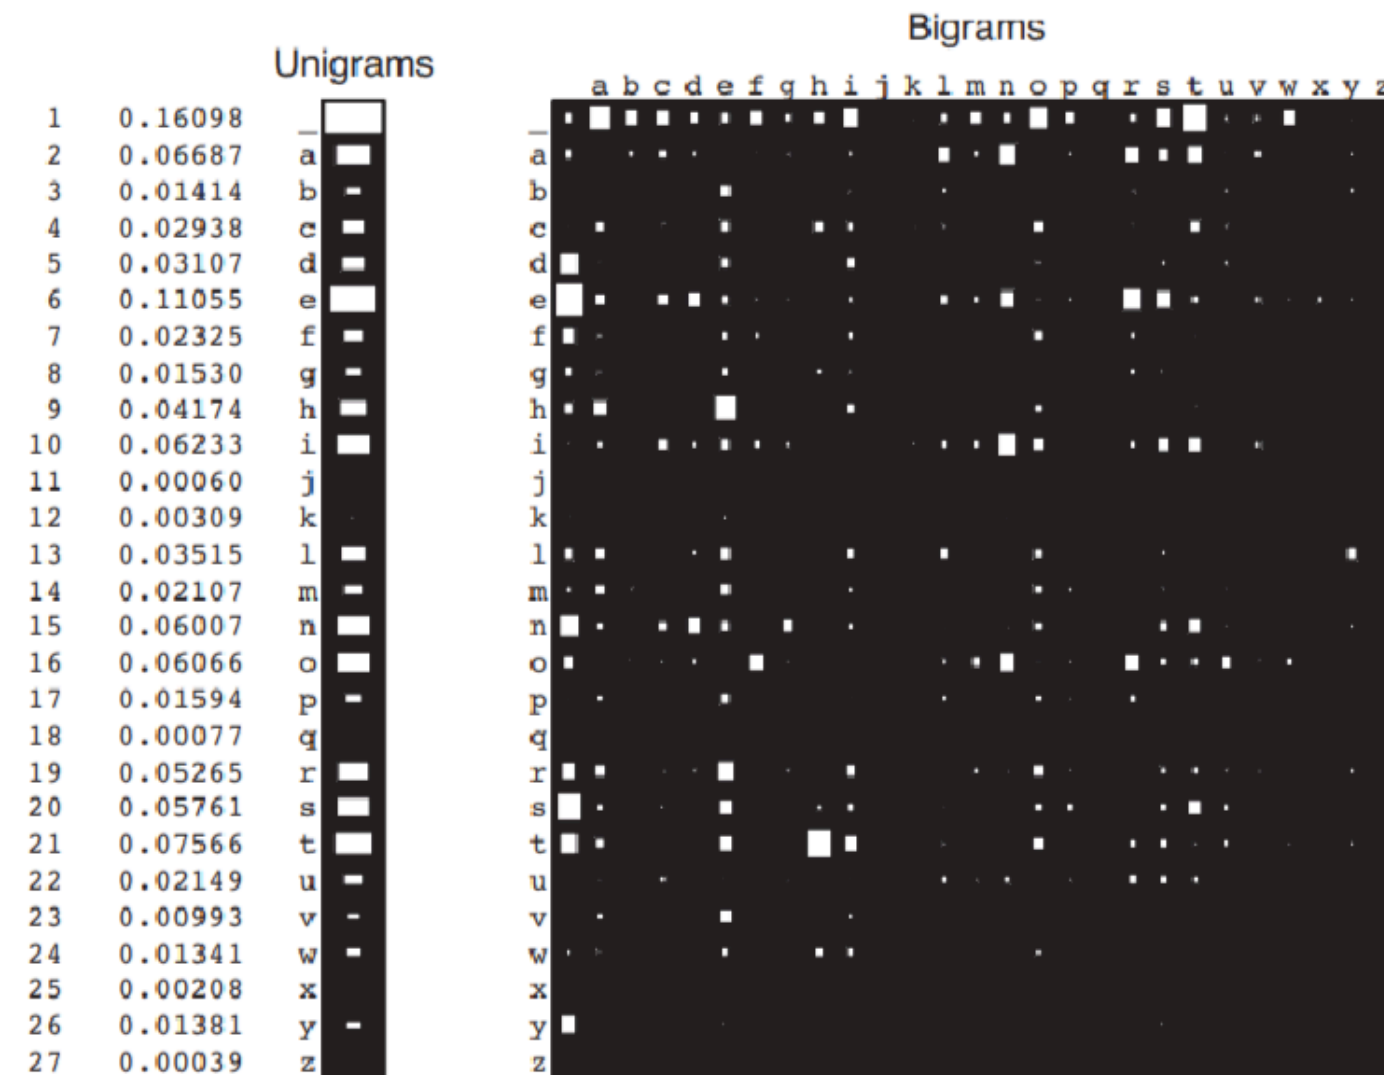 Bigrams
Unigrams
a b c d e f g h i j k l m n o p q r s t u v w x y z
1 0.16098 _ _
2 0.06687 a a
3 0.01414 b b
4 0.02938 c c
5 0.03107 d d
6 0.11055 e e
7 0.02325 f f
8 0.01530 g g
9 0.04174 h h
10 0.06233 i i
11 0.00060 j j
12 0.00309 k k
13 0.03515 l l
14 0.02107 m m
15 0.06007 n n
16 0.06066 o o
17 0.01594 p p
18 0.00077 q q
19 0.05265 r r
20 0.05761 s s
21 0.07566 t t
22 0.02149 u u
23 0.00993 v v
24 0.01341 w w
25 0.00208 x x
26 0.01381 y y
27 0.00039 z z